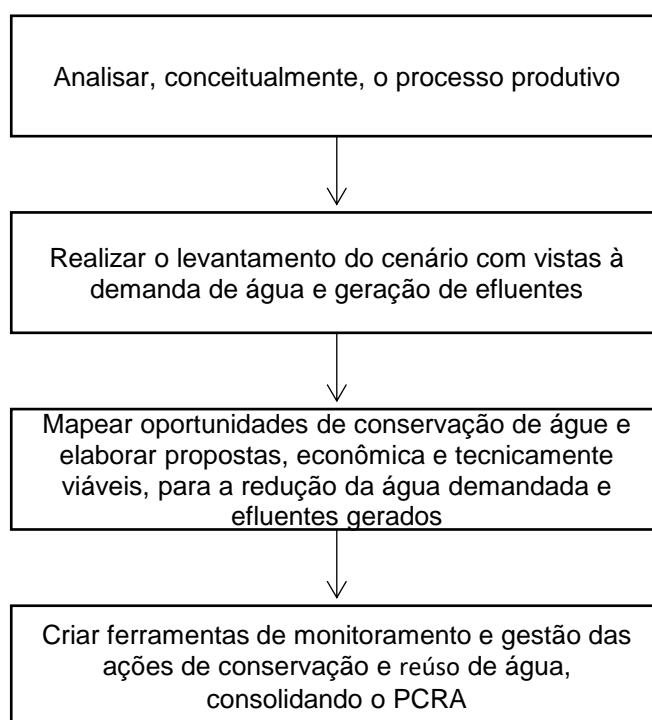 Analisar, conceitualmente, o processo produtivo
Realizar o levantamento do cenário com vistas à
demanda de água e geração de efluentes
Mapear oportunidades de conservação de águe e
elaborar propostas, econômica e tecnicamente
viáveis, para a redução da água demandada e
efluentes gerados
Criar ferramentas de monitoramento e gestão das
ações de conservação e reúso de água,
consolidando o PCRA